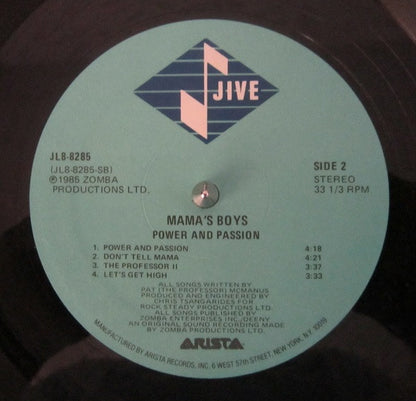 JIVE
JL8-8285
(JL8-8285-SB)
℗1985 ZOMBA
PRODUCTIONS LTD.
SIDE 2
STEREO
33 1/3 RPM
MAMA'S BOYS
POWER AND PASSION
1. POWER AND PASSION 4:18
2. DON'T TELL MAMA 4:21
3. THE PROFESSOR II 3:37
4. LET'S GET HIGH 3:33
ALL SONGS WRITTEN BY
PAT (THE PROFESSOR) MCMANUS
PRODUCED AND ENGINEERED BY
CHRIS TSANGARIDES FOR
ROCK STEADY PRODUCTIONS LTD.
ALL SONGS PUBLISHED BY
ZOMBA ENTERPRISES INC./DEENY
AN ORIGINAL SOUND RECORDING MADE
BY ZOMBA PRODUCTIONS LTD.
ARISTA
MANUFACTURED BY ARISTA RECORDS, INC. 6 WEST 57th STREET, NEW YORK, N.Y. 10019